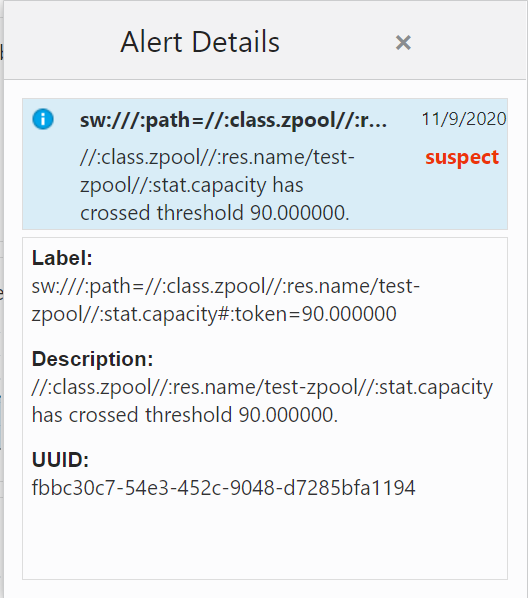 Alert Details ×
sw:///:path=//:class.zpool//:r... 11/9/2020
//:class.zpool//:res.name/test- suspect
zpool//:stat.capacity has
crossed threshold 90.000000.
Label:
sw:///:path=//:class.zpool//:res.name/test-
zpool//:stat.capacity#:token=90.000000
Description:
//:class.zpool//:res.name/test-zpool//:stat.capacity
has crossed threshold 90.000000.
UUID:
fbbc30c7-54e3-452c-9048-d7285bfa1194